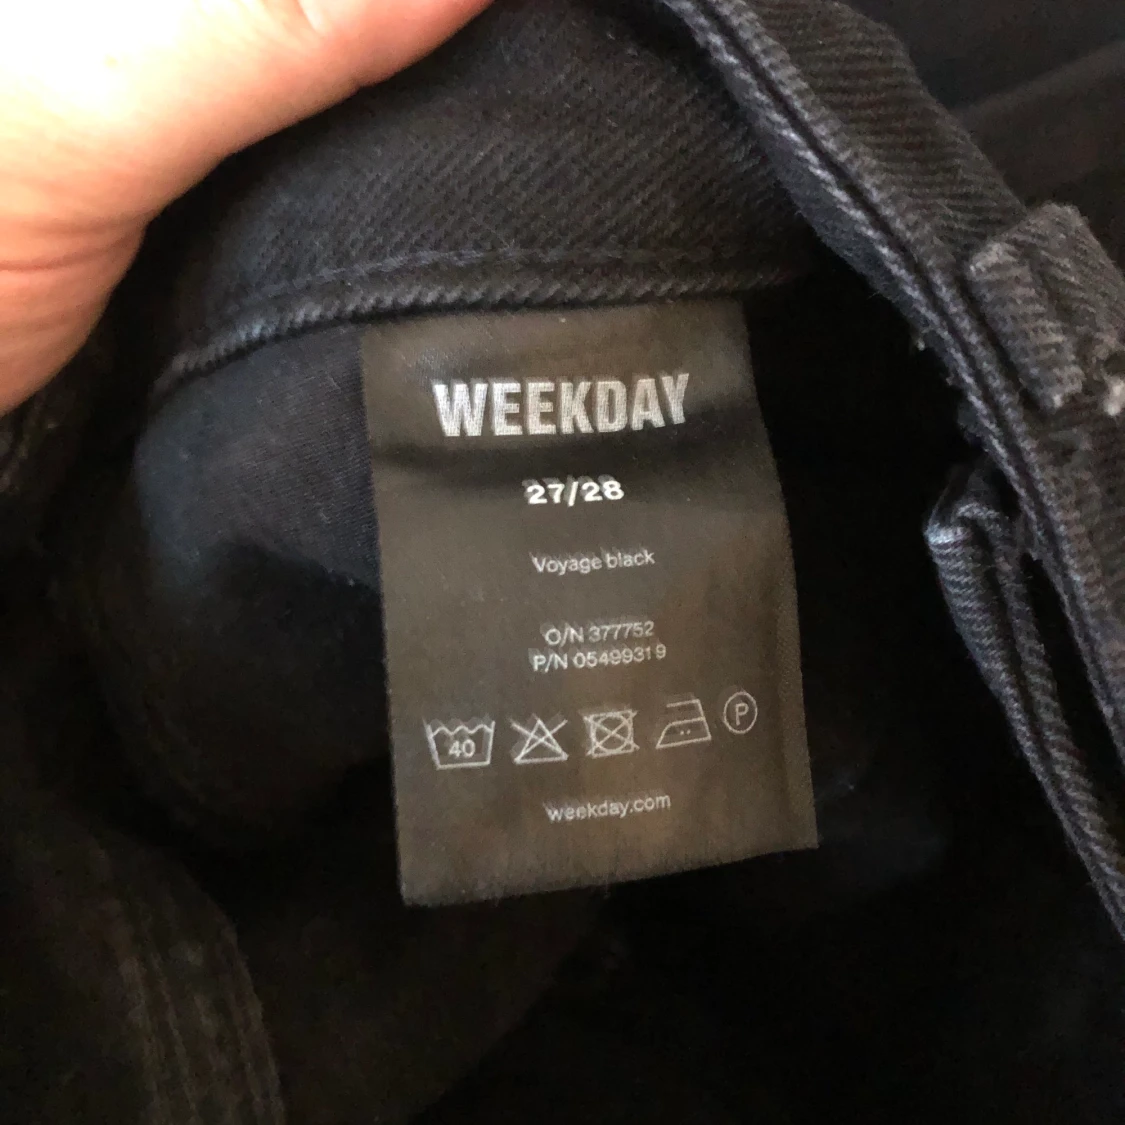 WEEKDAY
27/28
Voyage black
O/N 377752
P/N 05499319
40 P
weekday.com